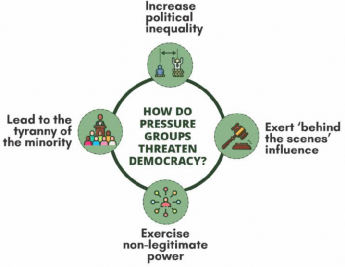 Increase
political
inequality
Lead to the
tyranny of
the minority
HOW DO
PRESSURE
GROUPS
THREATEN
DEMOCRACY?
Exert ‘behind
the scenes’
influence
Exercise
non-legitimate
power